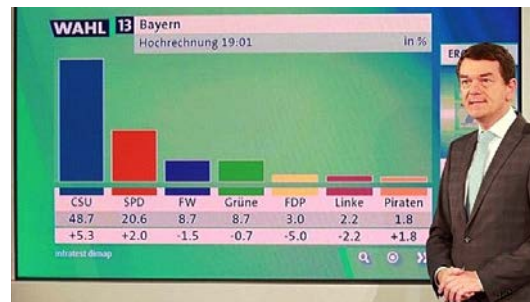 WAHL 13 Bayern
Hochrechnung 19:01 in %
CSU SPD FW Grüne FDP Linke Piraten
48.7 20.6 8.7 8.7 3.0 2.2 1.8
+5.3 +2.0 -1.5 -0.7 -5.0 -2.2 +1.8
infratest dimap